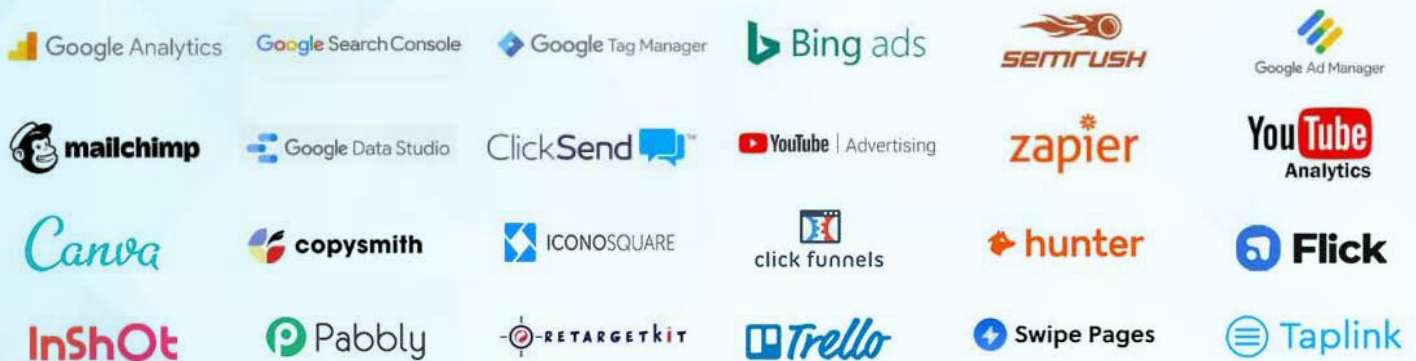 Google Analytics
Google Search Console
Google Tag Manager
Bing ads
semrush
Google Ad Manager
mailchimp
Google Data Studio
ClickSend™
YouTube | Advertising
zapier
YouTube
Analytics
Canva
copysmith
ICONOSQUARE
click funnels
hunter
Flick
InShOt
Pabbly
RETARGETkit
Trello
Swipe Pages
Taplink